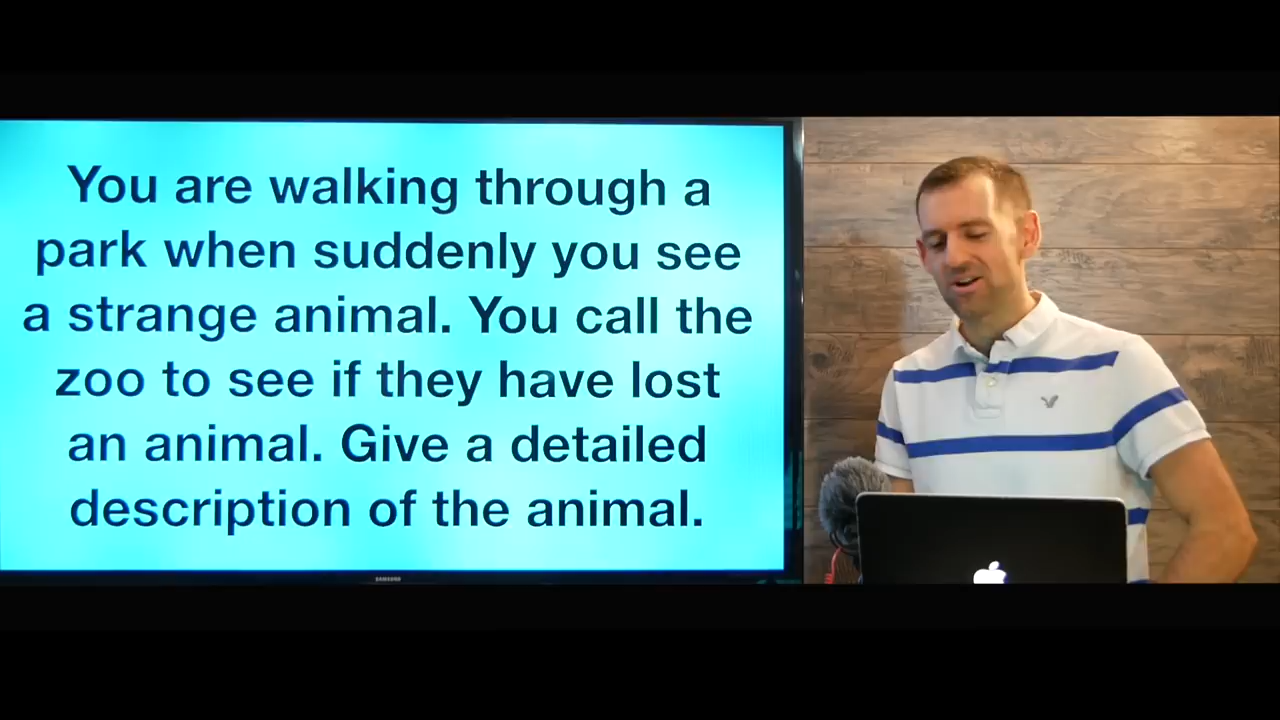 You are walking through a
park when suddenly you see
a strange animal. You call the
zoo to see if they have lost
an animal. Give a detailed
description of the animal.
SAMSUNG